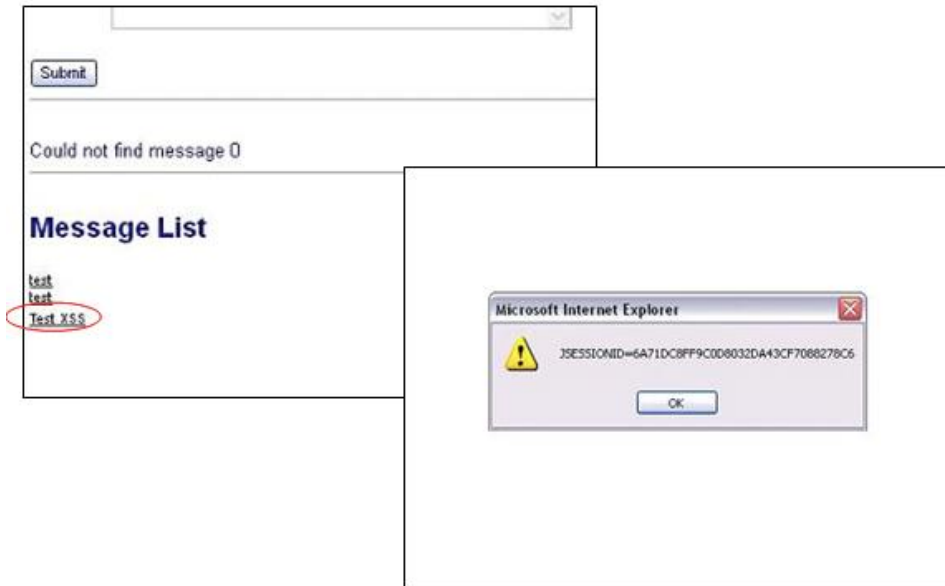 Submit
Could not find message 0
Message List
test
test
Test XSS
Microsoft Internet Explorer
JSESSIONID=6A71DC8FF9C0D8032DA43CF7088278C6
OK